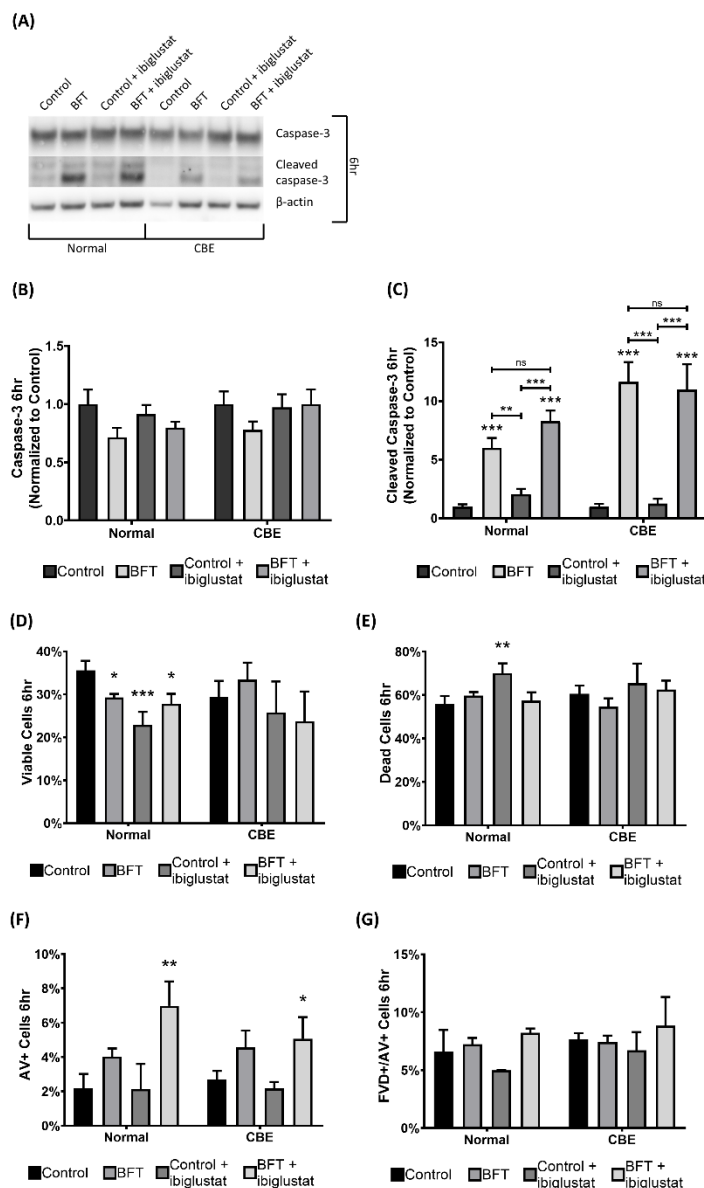 (A)
Control
BFT
Control + ibiglustat
BFT + ibiglustat
Control
BFT
Control + ibiglustat
BFT + ibiglustat
Caspase-3
Cleaved
caspase-3
β-actin
6hr
Normal
CBE
(B)
Caspase-3 6hr
(Normalized to Control)
1.5
1.0
0.5
0.0
Normal
CBE
Control
BFT
Control +
ibiglustat
BFT +
ibiglustat
(C)
Cleaved Caspase-3 6hr
(Normalized to Control)
15
10
5
0
ns
***
**
***
***
ns
***
***
***
***
Normal
CBE
Control
BFT
Control +
ibiglustat
BFT +
ibiglustat
(D)
Viable Cells 6hr
40%
30%
20%
10%
0%
*
***
*
Normal
CBE
Control
BFT
Control +
ibiglustat
BFT +
ibiglustat
(E)
Dead Cells 6hr
80%
60%
40%
20%
0%
**
Normal
CBE
Control
BFT
Control +
ibiglustat
BFT +
ibiglustat
(F)
AV+ Cells 6hr
10%
8%
6%
4%
2%
0%
**
*
Normal
CBE
Control
BFT
Control +
ibiglustat
BFT +
ibiglustat
(G)
FVD+/AV+ Cells 6hr
15%
10%
5%
0%
Normal
CBE
Control
BFT
Control +
ibiglustat
BFT +
ibiglustat